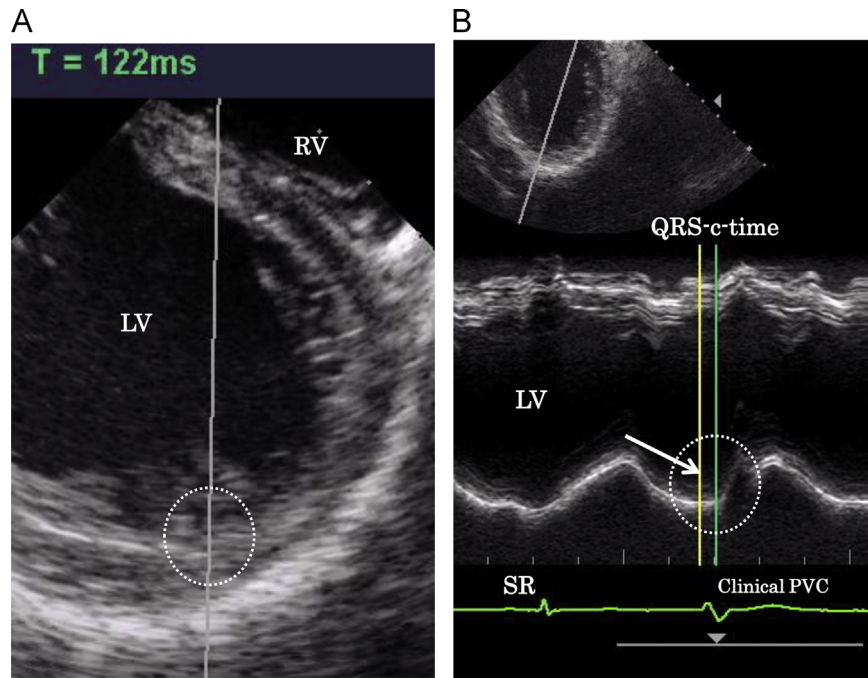 A
T = 122ms
RV
LV
B
QRS-c-time
LV
SR
Clinical PVC